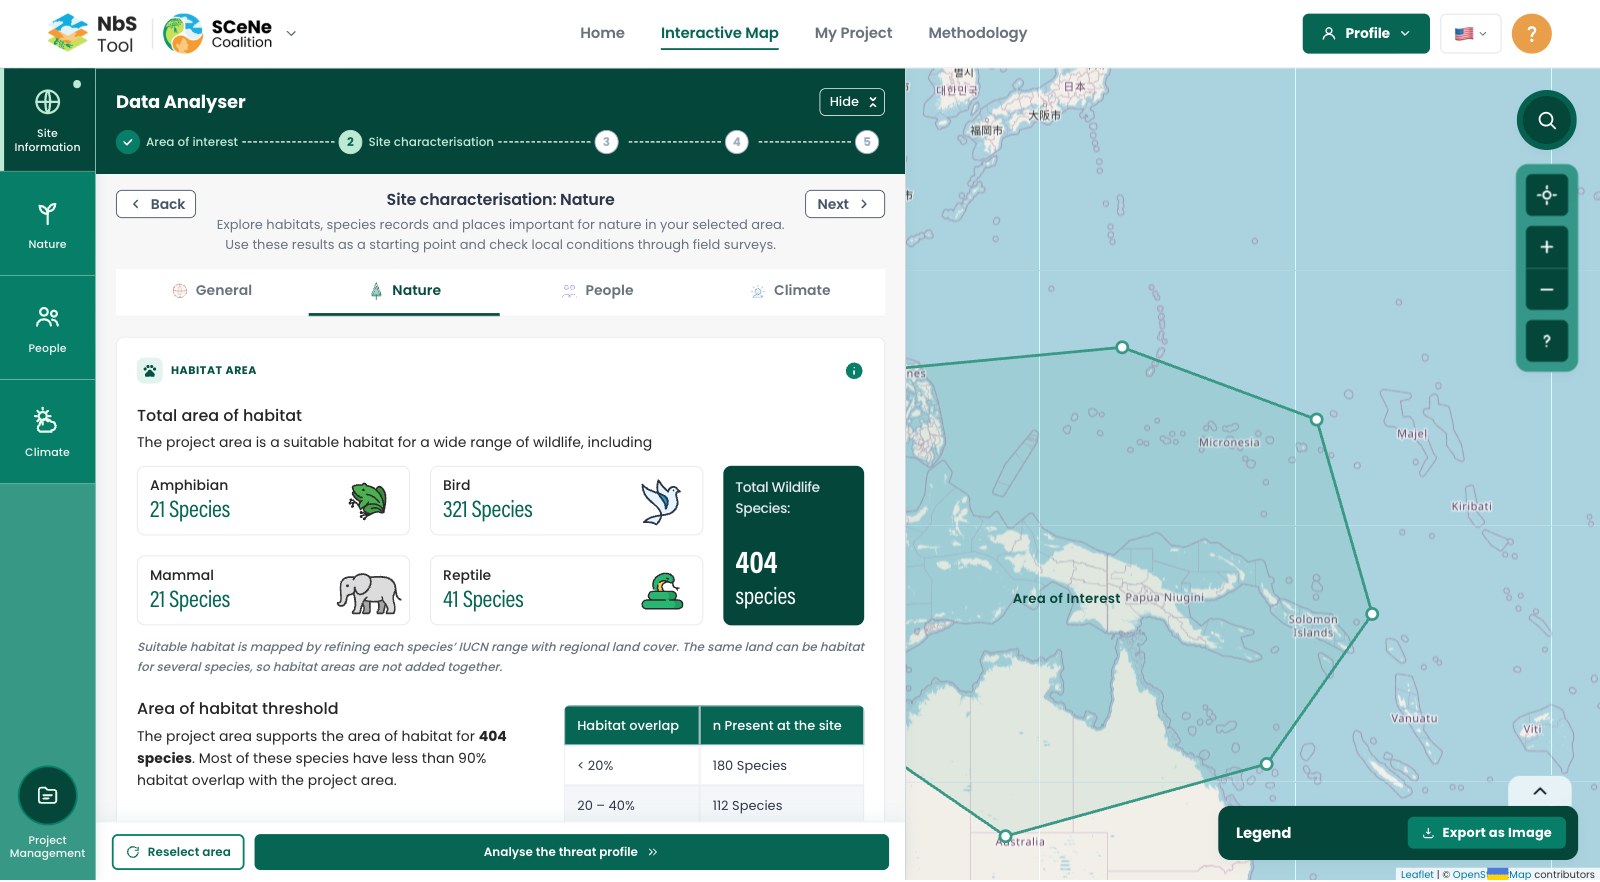 NbS
Tool
SCeNe
Coalition
Home
Interactive Map
My Project
Methodology
Profile
?
Site
Information
Nature
People
Climate
Project
Management
Data Analyser
Hide
Area of interest
2
Site characterisation
3
4
5
Back
Site characterisation: Nature
Next
Explore habitats, species records and places important for nature in your selected area.
Use these results as a starting point and check local conditions through field surveys.
General
Nature
People
Climate
HABITAT AREA
i
Total area of habitat
The project area is a suitable habitat for a wide range of wildlife, including
Amphibian
21 Species
Bird
321 Species
Mammal
21 Species
Reptile
41 Species
Total Wildlife
Species:
404
species
Suitable habitat is mapped by refining each species’ IUCN range with regional land cover. The same land can be habitat
for several species, so habitat areas are not added together.
Area of habitat threshold
The project area supports the area of habitat for 404
species. Most of these species have less than 90%
habitat overlap with the project area.
Habitat overlap
n Present at the site
< 20%
180 Species
20 – 40%
112 Species
Reselect area
Analyse the threat profile
대한민국
日本
大阪市
福岡市
nes
Micronesia
Majel
Kiribati
Area of Interest
Papua Niugini
Solomon
Islands
Vanuatu
Viti
Australia
+
−
?
Legend
Export as Image
Leaflet | © OpenS Map contributors